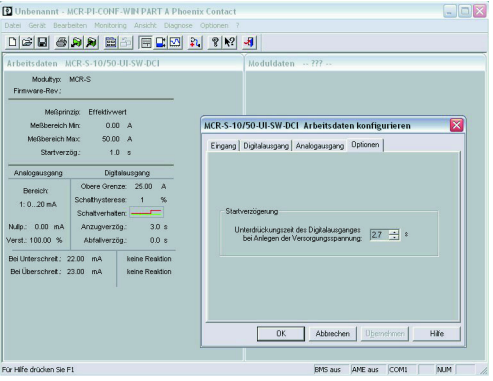 Unbenannt - MCR-PI-CONF-WIN PART A Phoenix Contact
Datei Gerät Bearbeiten Monitoring Ansicht Diagnose Optionen ?
Arbeitsdaten MCR-S-10/50-UI-SW-DCI
Moduldaten -- ??? --
Modultyp: MCR-S
Firmware-Rev.:
Meßprinzip: Effektivwert
Meßbereich Min: 0.00 A
Meßbereich Max: 50.00 A
Startverzög.: 1.0 s
Analogausgang
Digitalausgang
Bereich:
1: 0...20 mA
Nullp.: 0.00 mA
Verst.: 100.00 %
Obere Grenze: 25.00 A
Schalthysterese: 1 %
Schaltverhalten:
Anzugverzög.: 3.0 s
Abfallverzög.: 0.0 s
Bei Unterschreit.: 22.00 mA keine Reaktion
Bei Überschreit.: 23.00 mA keine Reaktion
MCR-S-10/50-UI-SW-DCI Arbeitsdaten konfigurieren
Eingang Digitalausgang Analogausgang Optionen
Startverzögerung
Unterdrückungszeit des Digitalausganges
bei Anlegen der Versorgungsspannung: 2.7 s
OK Abbrechen Übernehmen Hilfe
Für Hilfe drücken Sie F1
BMS aus AME aus COM1 NUM